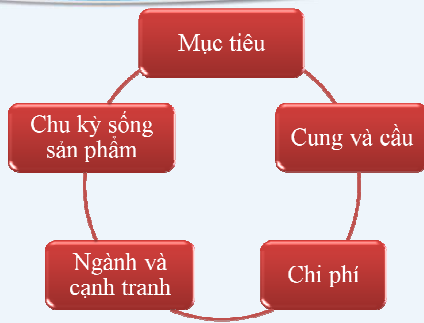 Mục tiêu
Cung và cầu
Chi phí
Ngành và
cạnh tranh
Chu kỳ sống
sản phẩm